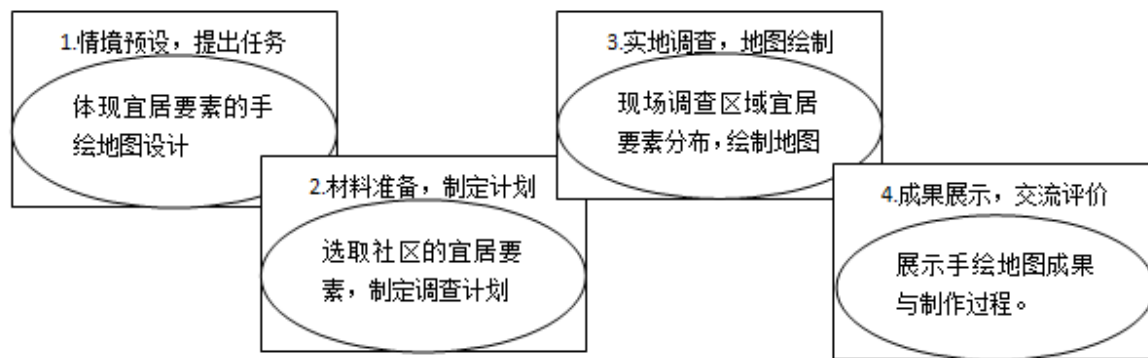 1.情境预设，提出任务
体现宜居要素的手
绘地图设计
2.材料准备，制定计划
选取社区的宜居要
素，制定调查计划
3.实地调查，地图绘制
现场调查区域宜居
要素分布，绘制地图
4.成果展示，交流评价
展示手绘地图成果
与制作过程。